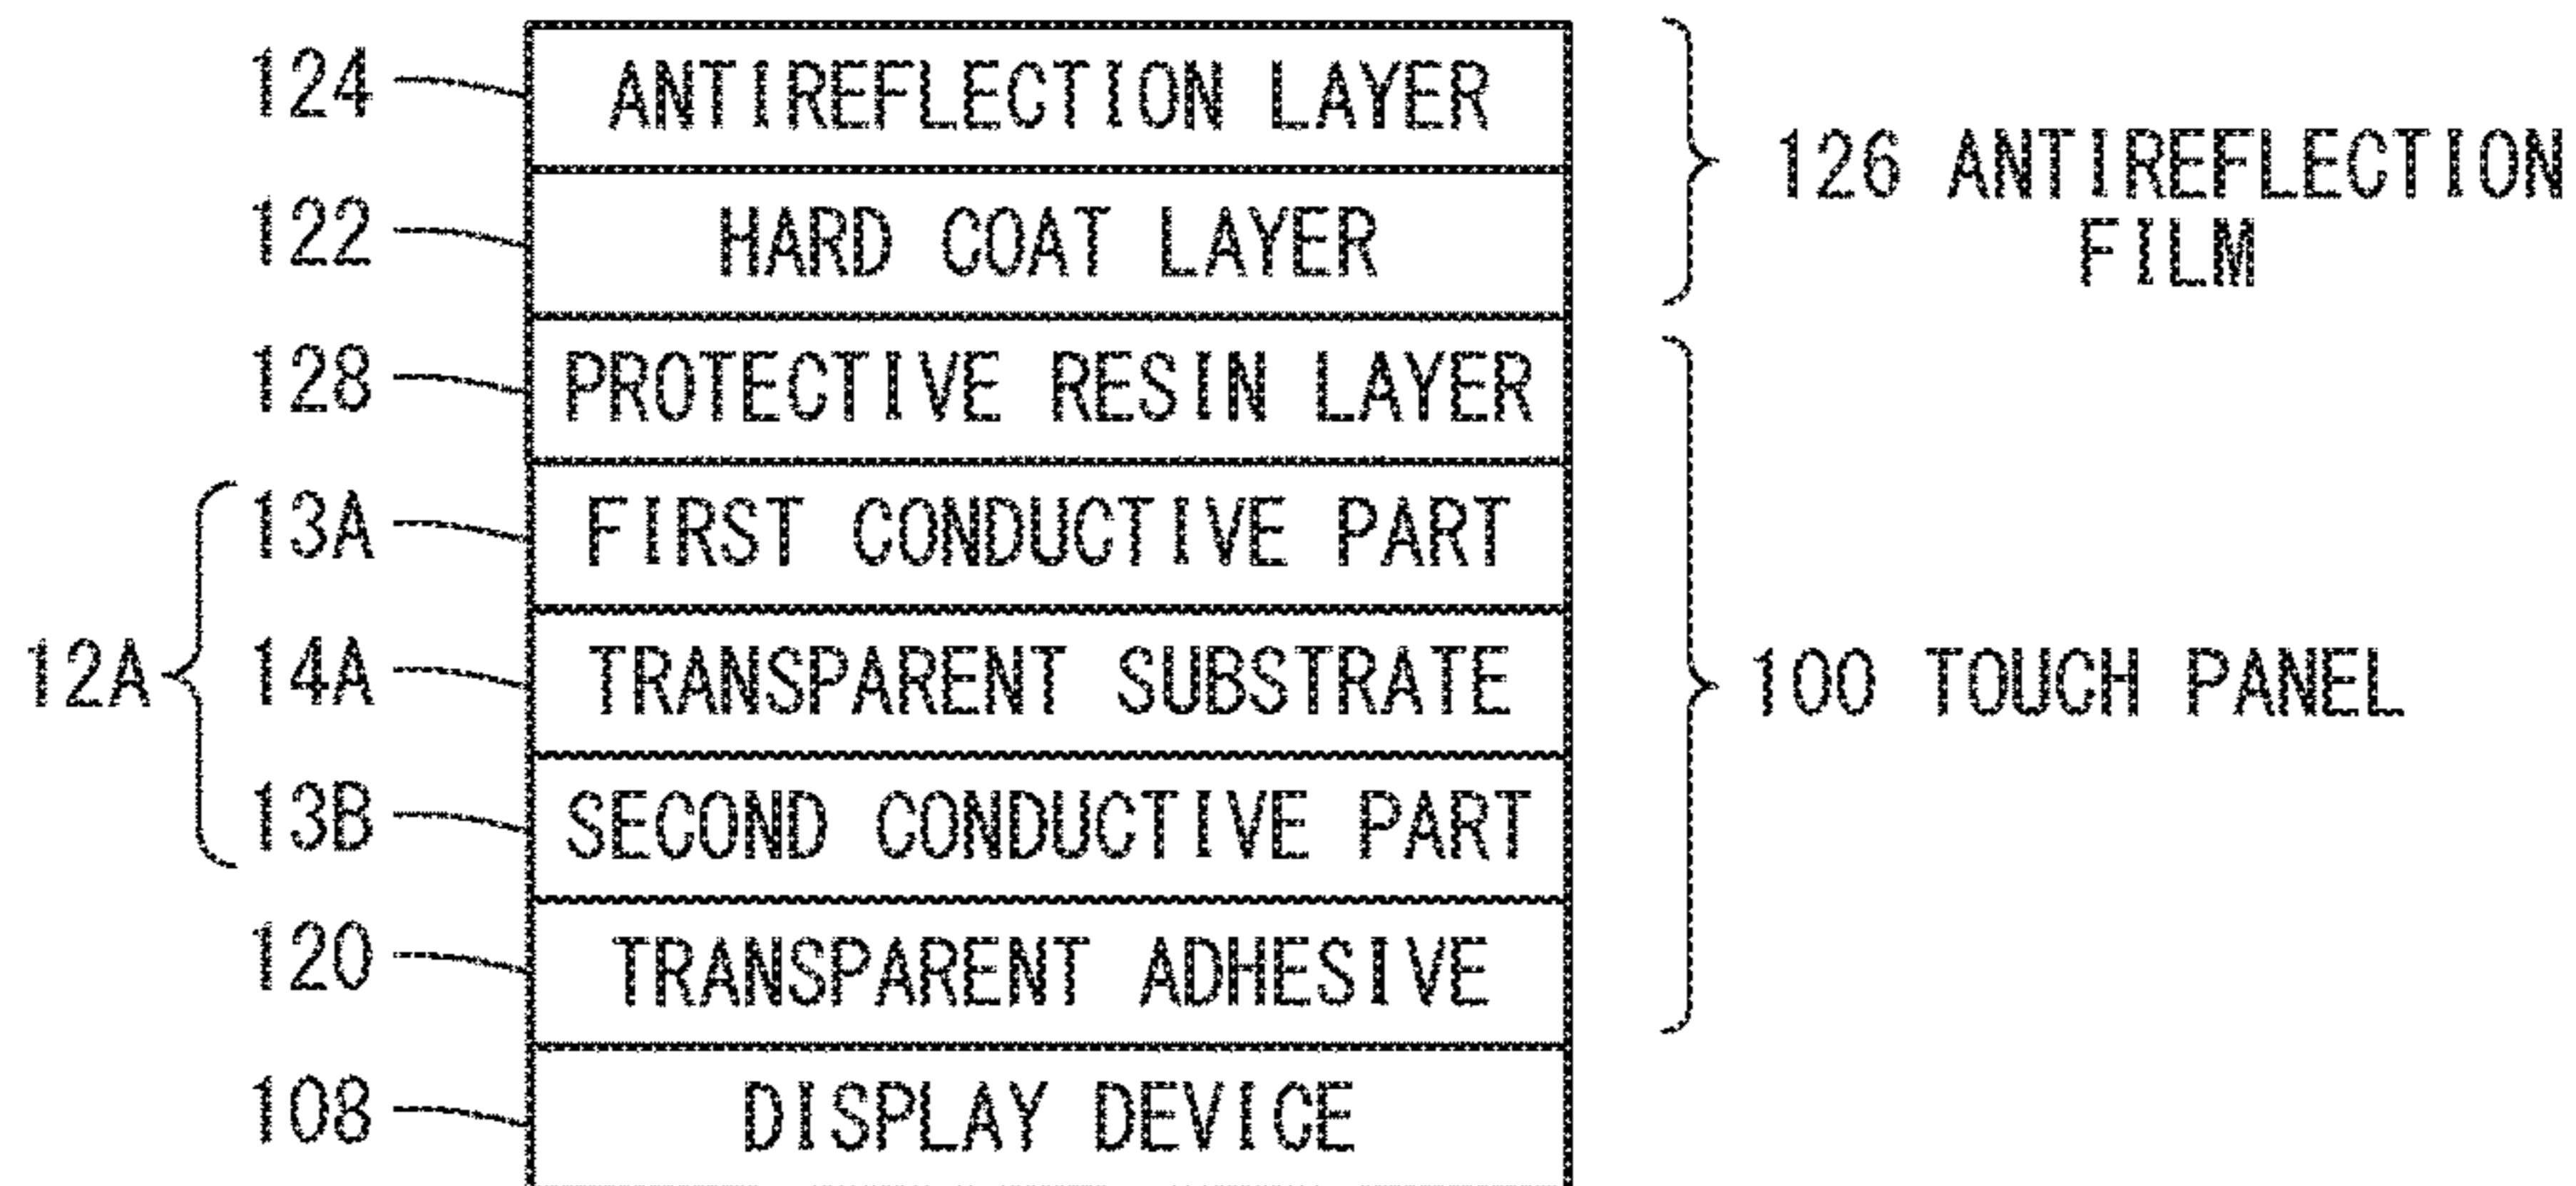 124 ANTIREFLECTION LAYER
122 HARD COAT LAYER
126 ANTIREFLECTION
FILM
128 PROTECTIVE RESIN LAYER
13A FIRST CONDUCTIVE PART
12A 14A TRANSPARENT SUBSTRATE
100 TOUCH PANEL
13B SECOND CONDUCTIVE PART
120 TRANSPARENT ADHESIVE
108 DISPLAY DEVICE